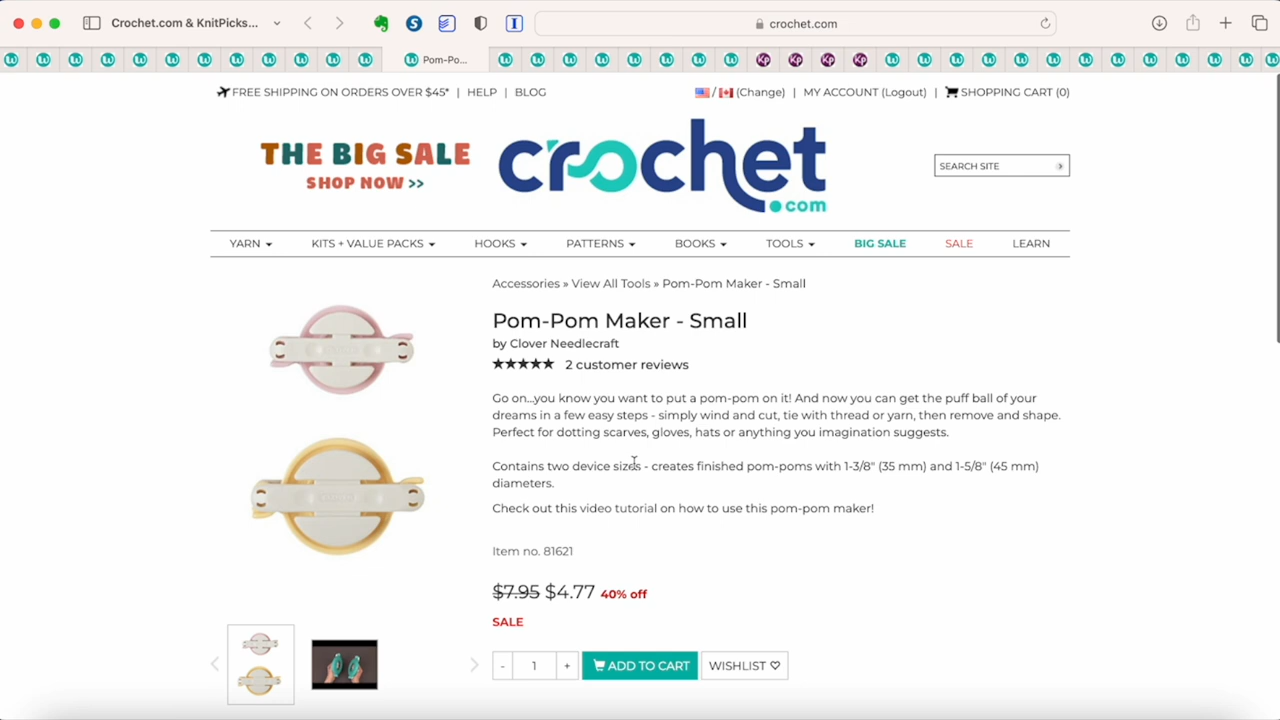 Crochet.com & KnitPicks...
crochet.com
Pom-Po...
FREE SHIPPING ON ORDERS OVER $45* | HELP | BLOG
/ (Change) | MY ACCOUNT (Logout) | SHOPPING CART (0)
THE BIG SALE
SHOP NOW >>
crochet
.com
SEARCH SITE
YARN KITS + VALUE PACKS HOOKS PATTERNS BOOKS TOOLS BIG SALE SALE LEARN
Accessories » View All Tools » Pom-Pom Maker - Small
Pom-Pom Maker - Small
by Clover Needlecraft
★★★★★ 2 customer reviews
Go on...you know you want to put a pom-pom on it! And now you can get the puff ball of your
dreams in a few easy steps - simply wind and cut, tie with thread or yarn, then remove and shape.
Perfect for dotting scarves, gloves, hats or anything you imagination suggests.
Contains two device sizes - creates finished pom-poms with 1-3/8" (35 mm) and 1-5/8" (45 mm)
diameters.
Check out this video tutorial on how to use this pom-pom maker!
Item no. 81621
$7.95 $4.77 40% off
SALE
- 1 + ADD TO CART WISHLIST ♡